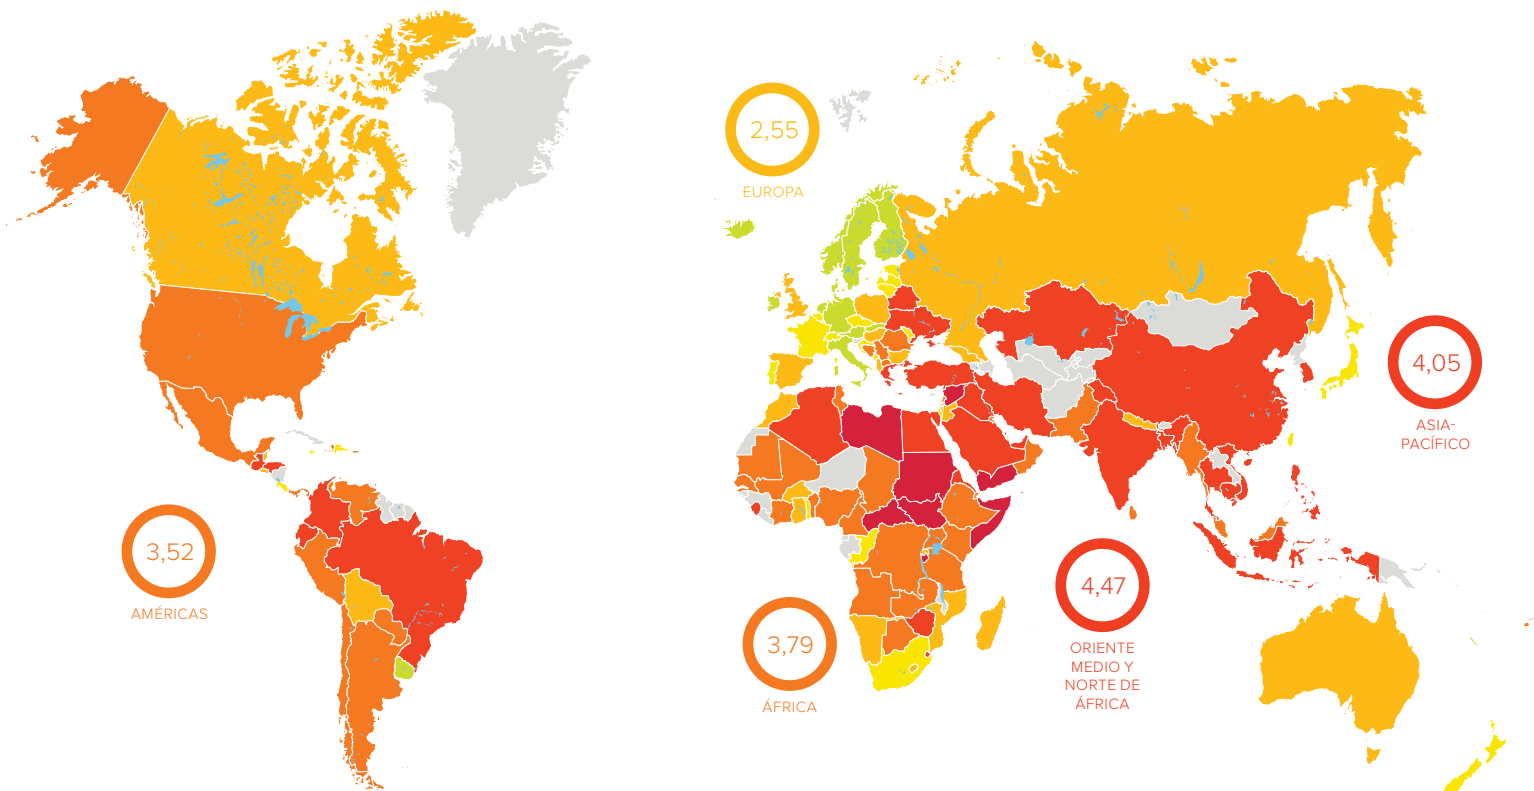 2,55
EUROPA
4,05
ASIA-
PACÍFICO
3,52
AMÉRICAS
4,47
ORIENTE
MEDIO Y
NORTE DE
ÁFRICA
3,79
ÁFRICA